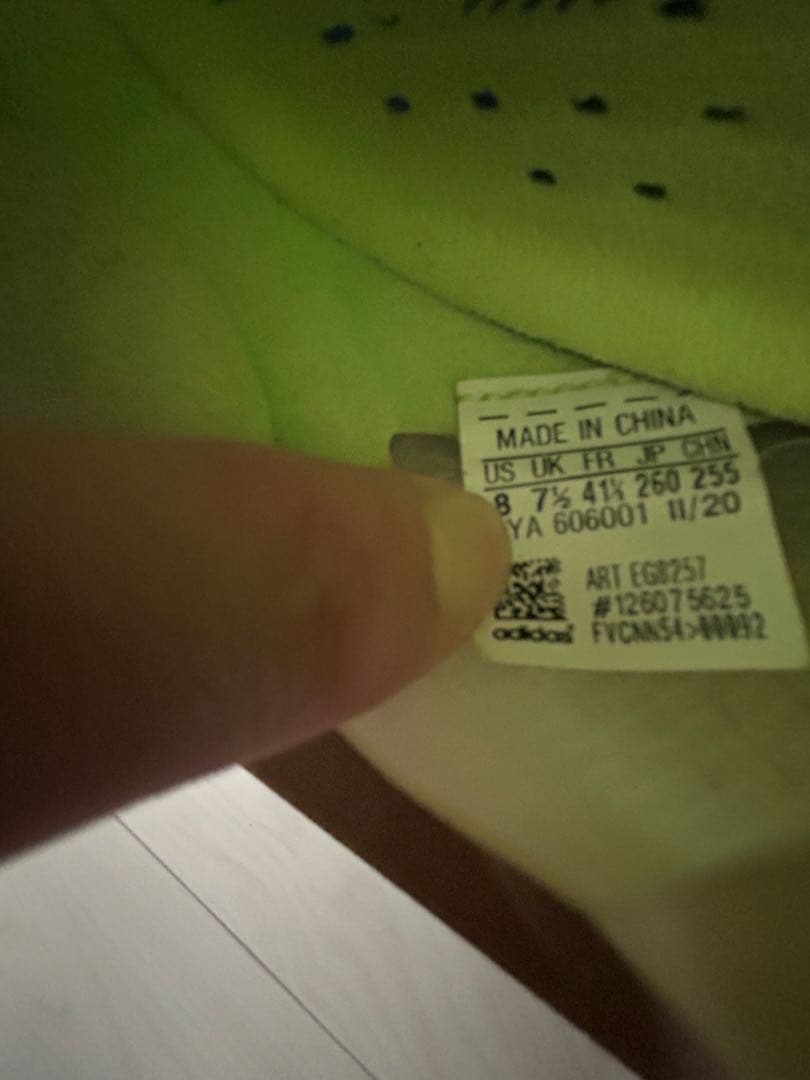 MADE IN CHINA
US UK FR JP CHN
8 7½ 41⅓ 260 255
YA 606001 11/20
ART EG8257
#126075625
adidas